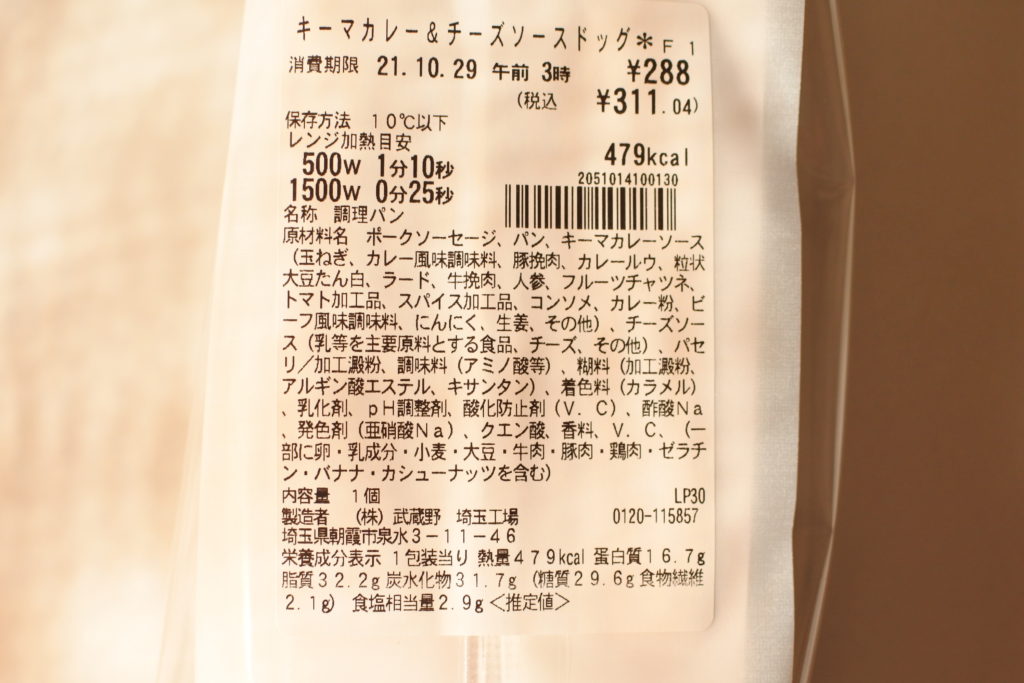 キーマカレー&チーズソースドッグ＊Ｆ１
消費期限 21.10.29 午前 3時 ¥288
(税込 ¥311.04)
保存方法 １０℃以下
レンジ加熱目安
500W 1分10秒 479kcal
2051014100130
1500W 0分25秒
名称 調理パン
原材料名 ポークソーセージ、パン、キーマカレーソース
（玉ねぎ、カレー風味調味料、豚挽肉、カレールウ、粒状
大豆たん白、ラード、牛挽肉、人参、フルーツチャツネ、
トマト加工品、スパイス加工品、コンソメ、カレー粉、ビ
ーフ風味調味料、にんにく、生姜、その他）、チーズソー
ス（乳等を主要原料とする食品、チーズ、その他）、パセ
リ／加工澱粉、調味料（アミノ酸等）、糊料（加工澱粉、
アルギン酸エステル、キサンタン）、着色料（カラメル）
、乳化剤、ｐＨ調整剤、酸化防止剤（Ｖ．Ｃ）、酢酸Ｎａ
、発色剤（亜硝酸Ｎａ）、クエン酸、香料、Ｖ．Ｃ、（一
部に卵・乳成分・小麦・大豆・牛肉・豚肉・鶏肉・ゼラチ
ン・バナナ・カシューナッツを含む）
内容量 １個 LP30
製造者 （株）武蔵野 埼玉工場 0120-115857
埼玉県朝霞市泉水３－１１－４６
栄養成分表示 １包装当り 熱量４７９kcal 蛋白質１６.７g
脂質３２.２g 炭水化物３１.７g （糖質２９.６g 食物繊維
２.１g） 食塩相当量２.９g＜推定値＞